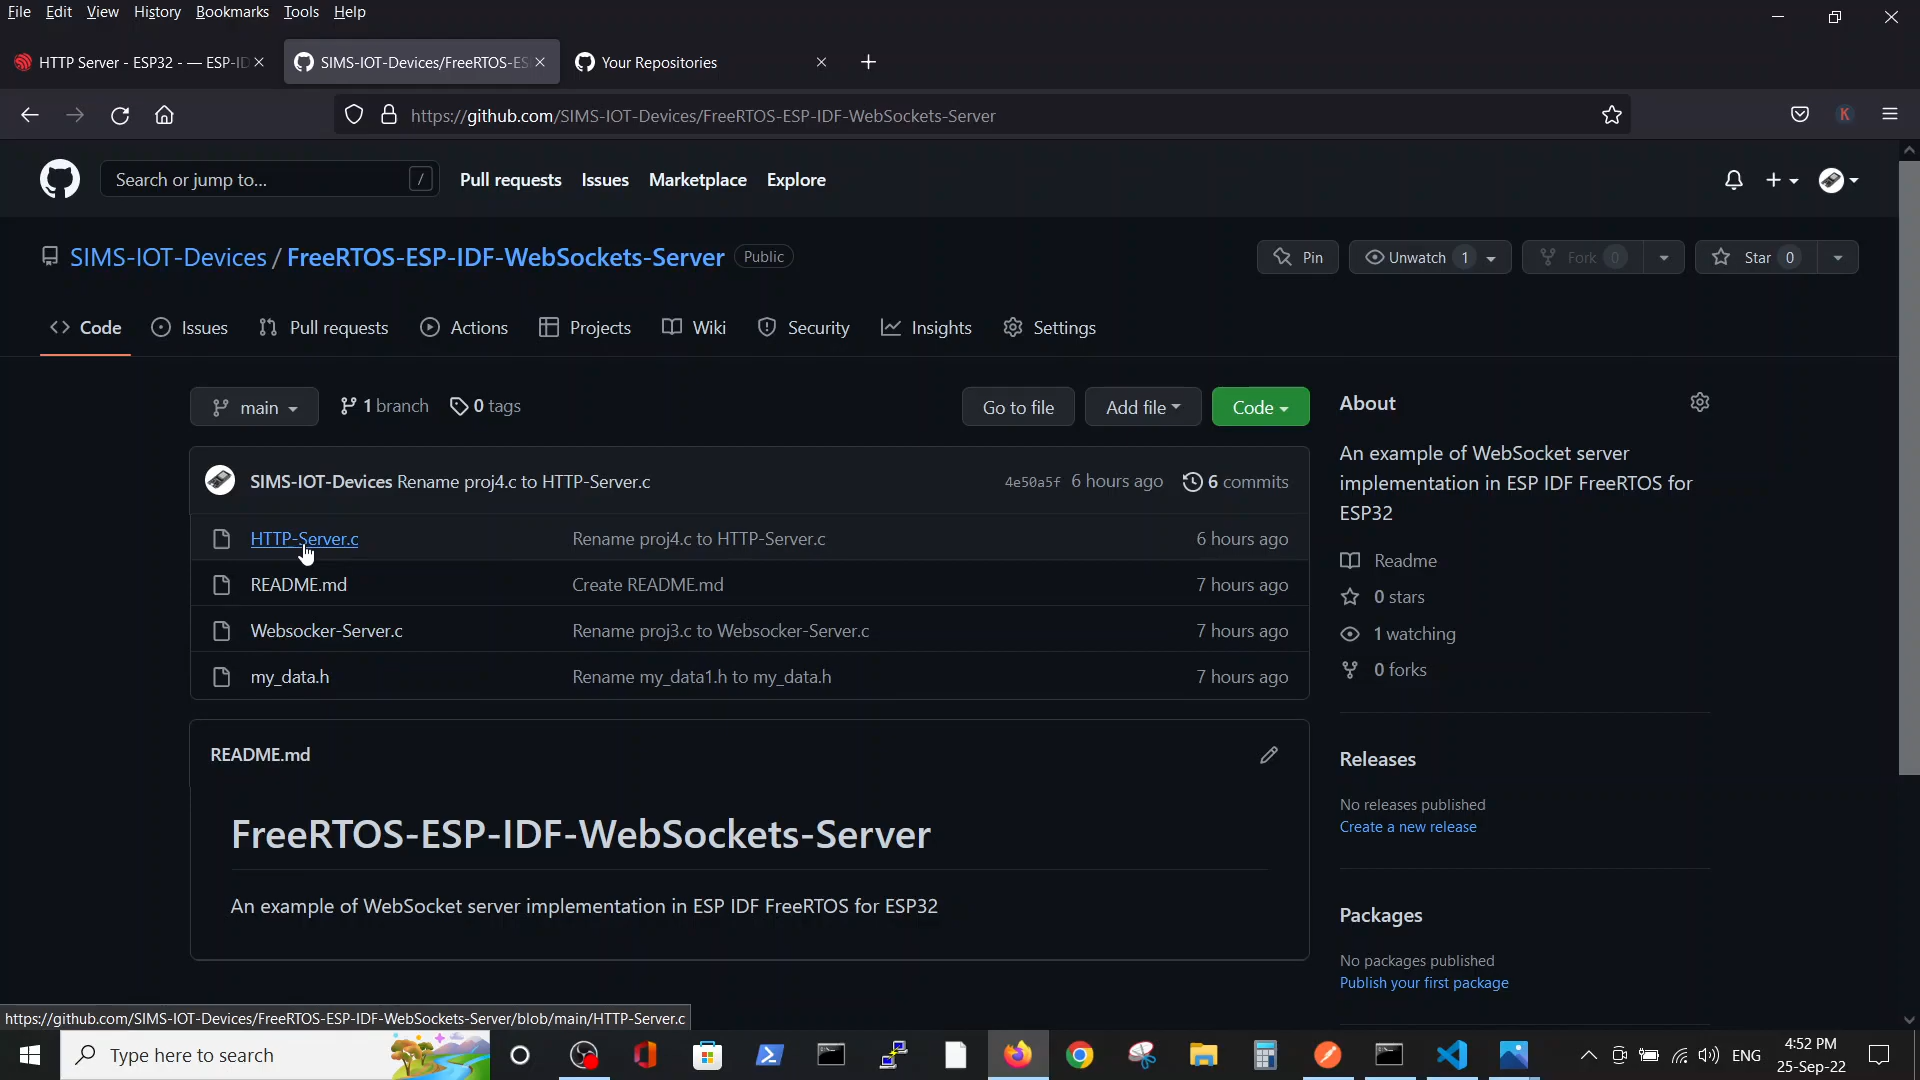 File Edit View History Bookmarks Tools Help
HTTP Server - ESP32 - — ESP-ID
SIMS-IOT-Devices/FreeRTOS-ES
Your Repositories
https://github.com/SIMS-IOT-Devices/FreeRTOS-ESP-IDF-WebSockets-Server
K
Search or jump to... /
Pull requests Issues Marketplace Explore
SIMS-IOT-Devices / FreeRTOS-ESP-IDF-WebSockets-Server Public
Pin Unwatch 1 Fork 0 Star 0
Code Issues Pull requests Actions Projects Wiki Security Insights Settings
main 1 branch 0 tags Go to file Add file Code
SIMS-IOT-Devices Rename proj4.c to HTTP-Server.c 4e50a5f 6 hours ago 6 commits
HTTP-Server.c Rename proj4.c to HTTP-Server.c 6 hours ago
README.md Create README.md 7 hours ago
Websocker-Server.c Rename proj3.c to Websocker-Server.c 7 hours ago
my_data.h Rename my_data1.h to my_data.h 7 hours ago
README.md
FreeRTOS-ESP-IDF-WebSockets-Server
An example of WebSocket server implementation in ESP IDF FreeRTOS for ESP32
About
An example of WebSocket server
implementation in ESP IDF FreeRTOS for
ESP32
Readme
0 stars
1 watching
0 forks
Releases
No releases published
Create a new release
Packages
No packages published
Publish your first package
https://github.com/SIMS-IOT-Devices/FreeRTOS-ESP-IDF-WebSockets-Server/blob/main/HTTP-Server.c
Type here to search
ENG
4:52 PM
25-Sep-22